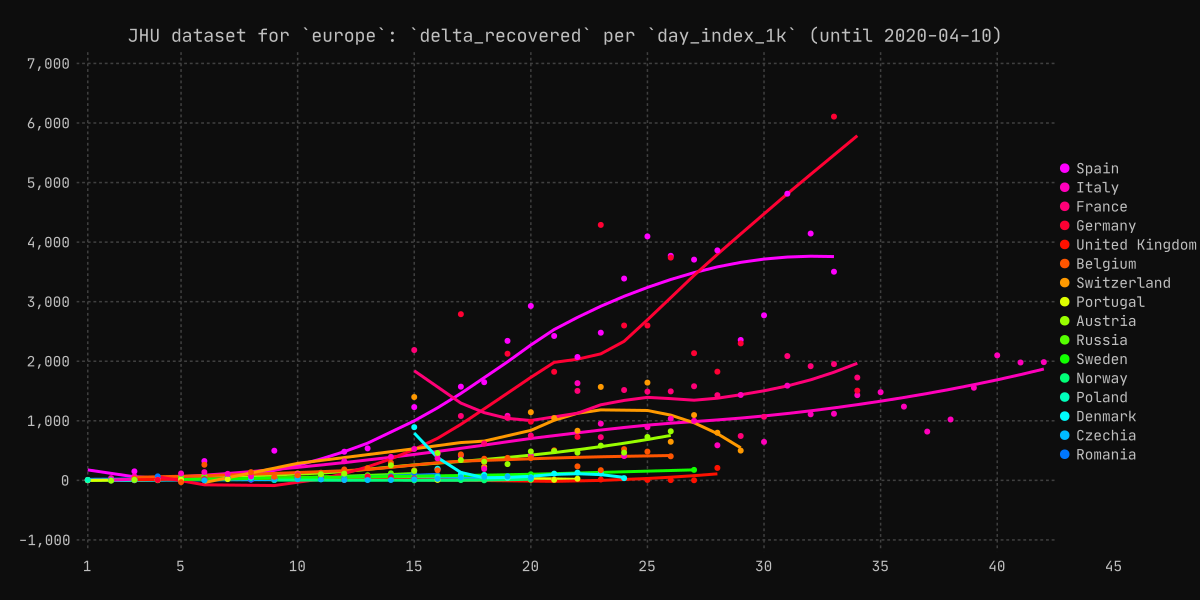 JHU dataset for `europe`: `delta_recovered` per `day_index_1k` (until 2020-04-10)
7,000
6,000
5,000
4,000
3,000
2,000
1,000
0
-1,000
1 5 10 15 20 25 30 35 40 45
Spain
Italy
France
Germany
United Kingdom
Belgium
Switzerland
Portugal
Austria
Russia
Sweden
Norway
Poland
Denmark
Czechia
Romania